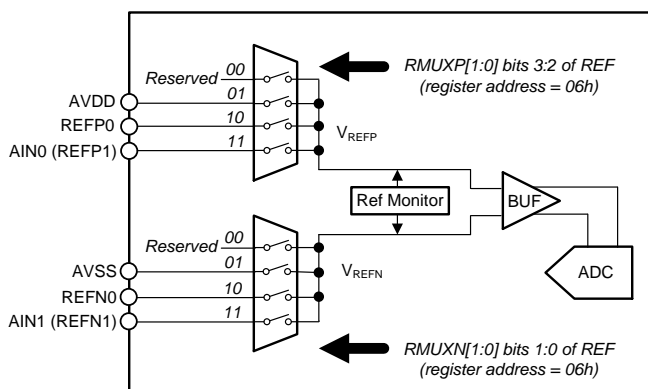 RMUXP[1:0] bits 3:2 of REF
(register address = 06h)
Reserved 00
AVDD 01
REFP0 10
AIN0 (REFP1) 11
VREFP
Ref Monitor
BUF
ADC
Reserved 00
AVSS 01
REFN0 10
AIN1 (REFN1) 11
VREFN
RMUXN[1:0] bits 1:0 of REF
(register address = 06h)